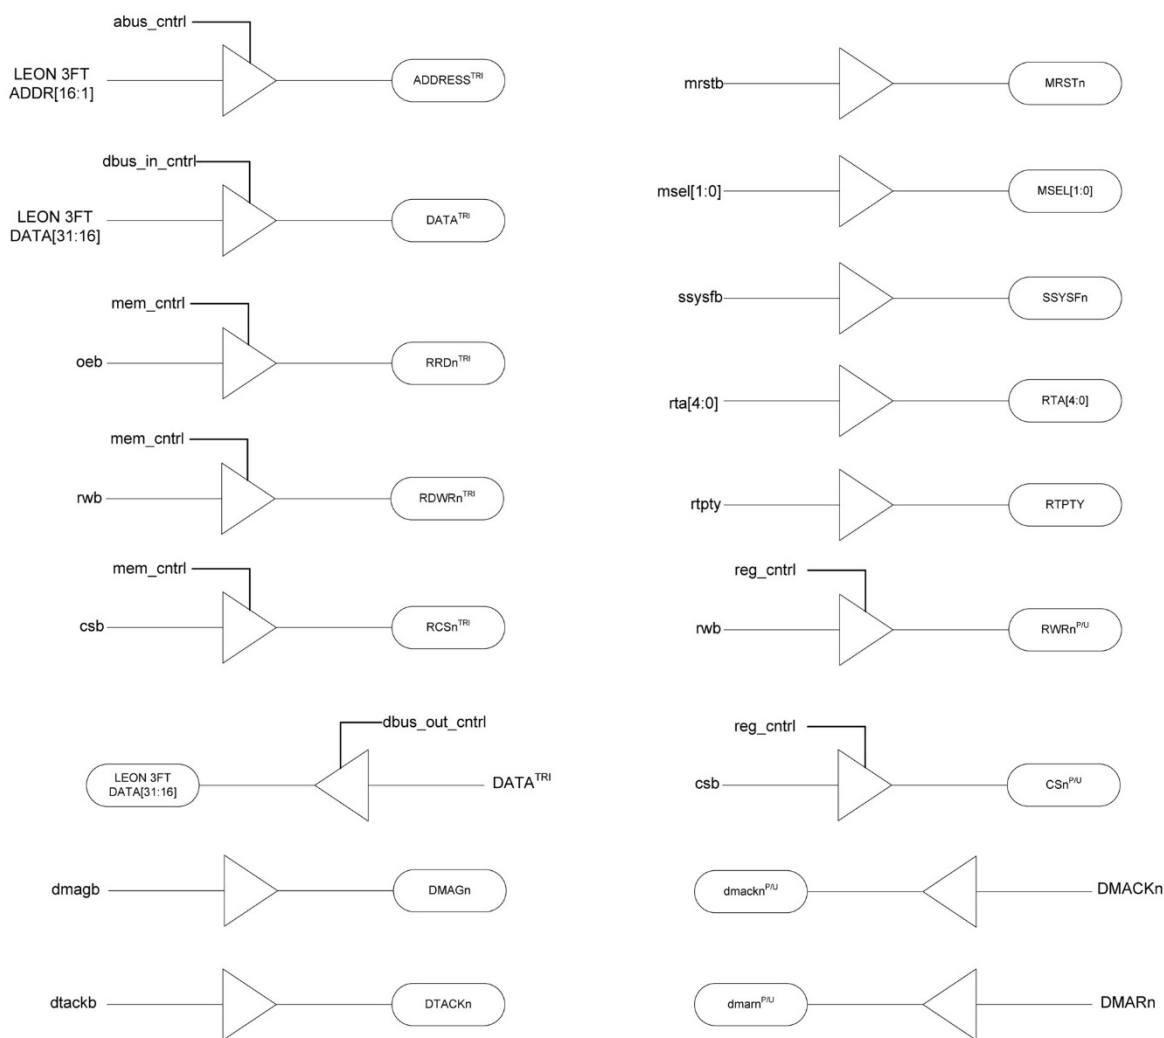 abus_cntrl
LEON 3FT
ADDR[16:1]
ADDRESS^TRI
dbus_in_cntrl
LEON 3FT
DATA[31:16]
DATA^TRI
mem_cntrl
oeb
RRDn^TRI
mem_cntrl
rwb
RDWRn^TRI
mem_cntrl
csb
RCSn^TRI
dbus_out_cntrl
LEON 3FT
DATA[31:16]
DATA^TRI
dmagb
DMAGn
dtackb
DTACKn
mrstb
MRSTn
msel[1:0]
MSEL[1:0]
ssysfb
SSYSFn
rta[4:0]
RTA[4:0]
rtpty
RTPTY
reg_cntrl
rwb
RWRn^P/U
reg_cntrl
csb
CSn^P/U
dmackn^P/U
DMACKn
dmarn^P/U
DMARn